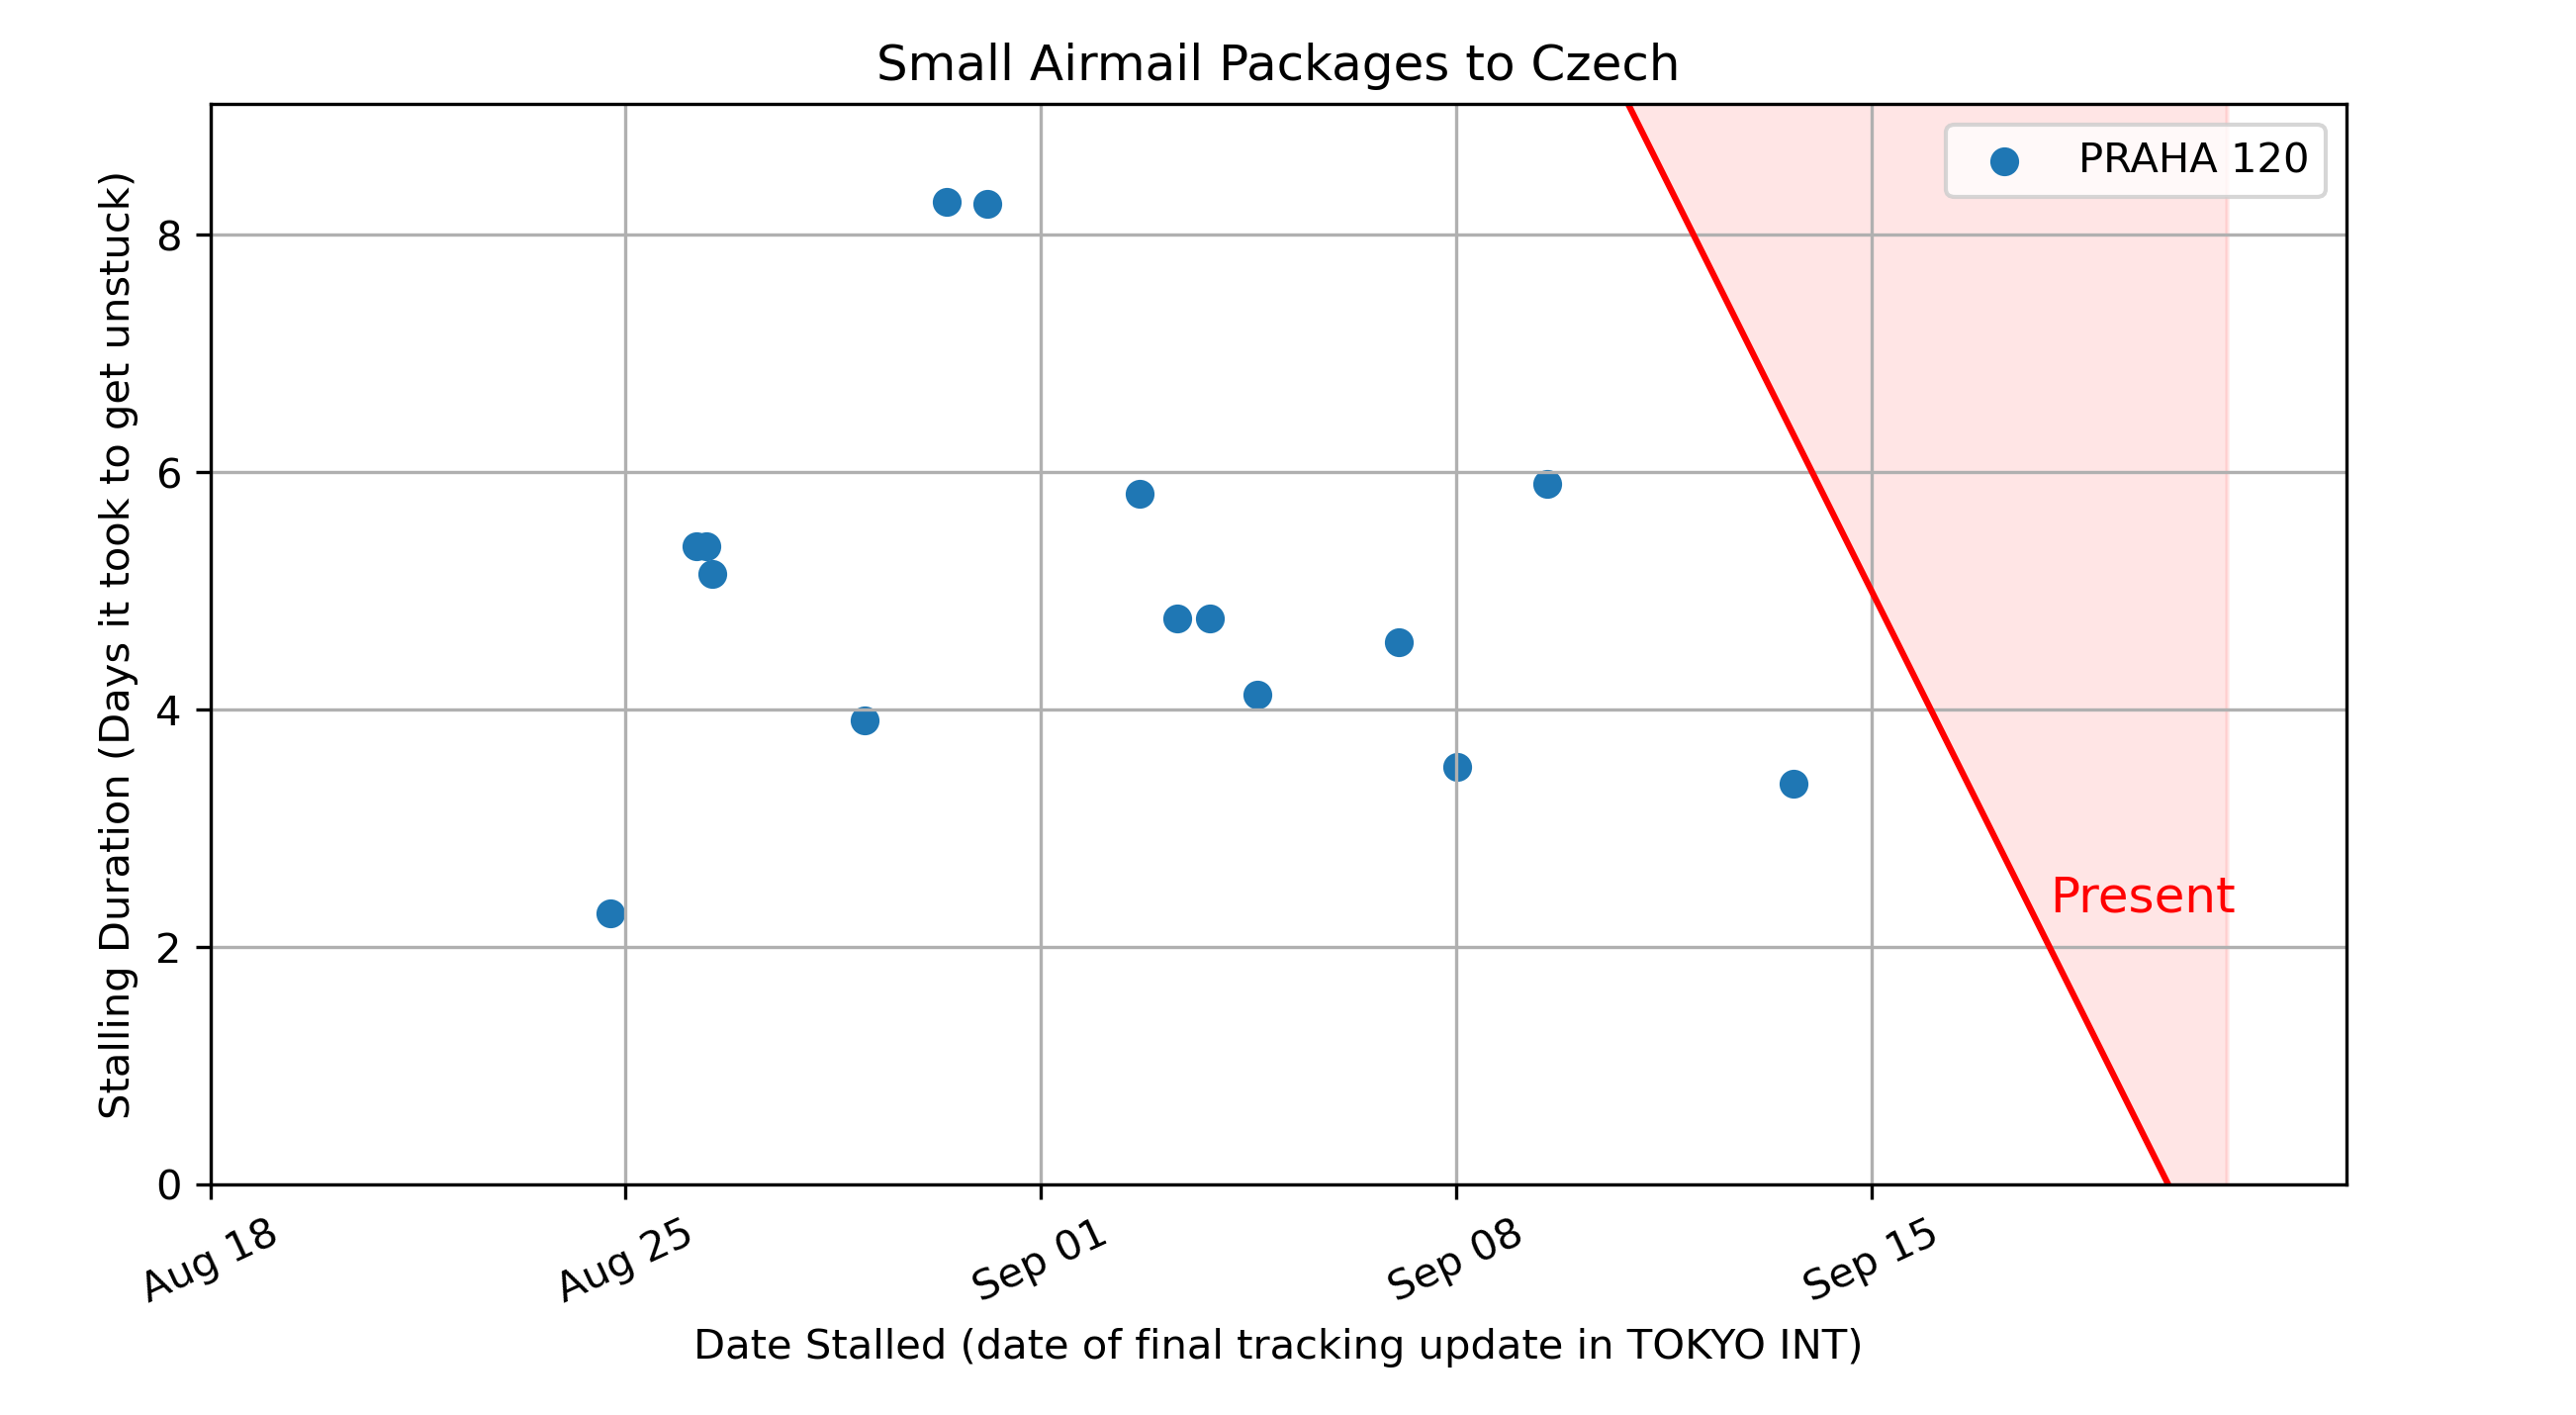 Small Airmail Packages to Czech
Stalling Duration (Days it took to get unstuck)
8
6
4
2
0
PRAHA 120
Present
Aug 18
Aug 25
Sep 01
Sep 08
Sep 15
Date Stalled (date of final tracking update in TOKYO INT)